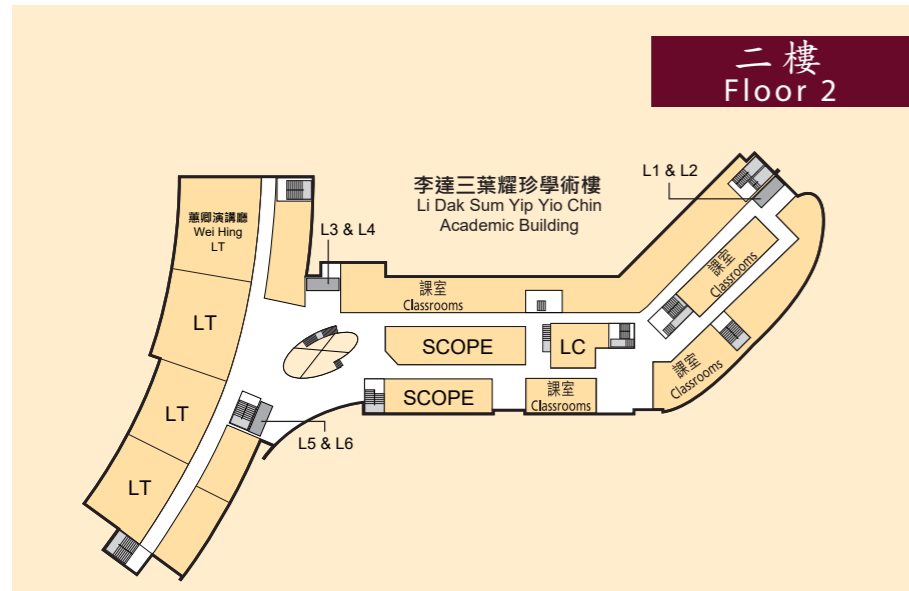 二樓
Floor 2
李達三葉耀珍學術樓
Li Dak Sum Yip Yio Chin
Academic Building
L1 & L2
蕙卿演講廳
Wei Hing
LT
L3 & L4
課室
Classrooms
課室
Classrooms
LT
SCOPE
LC
課室
Classrooms
SCOPE
課室
Classrooms
LT
L5 & L6
LT